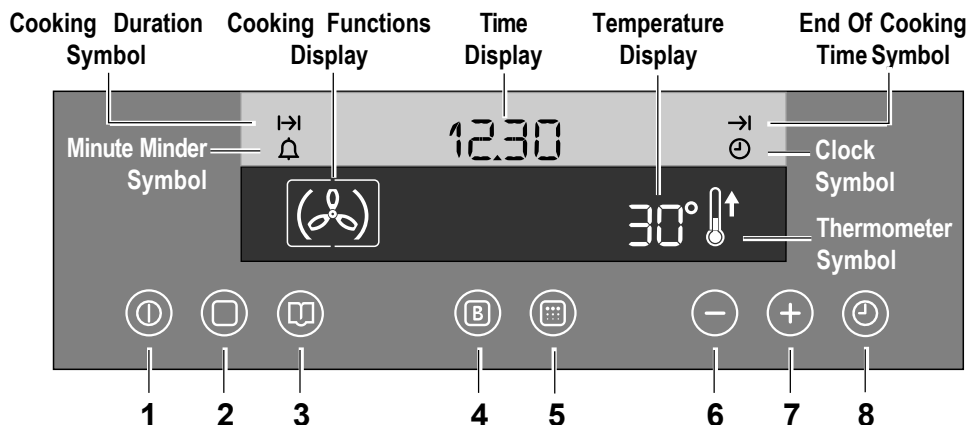 Cooking Duration
Symbol
Cooking Functions
Display
Time
Display
Temperature
Display
End Of Cooking
Time Symbol
12.30
Minute Minder
Symbol
Clock
Symbol
30°
Thermometer
Symbol
B
1 2 3 4 5 6 7 8